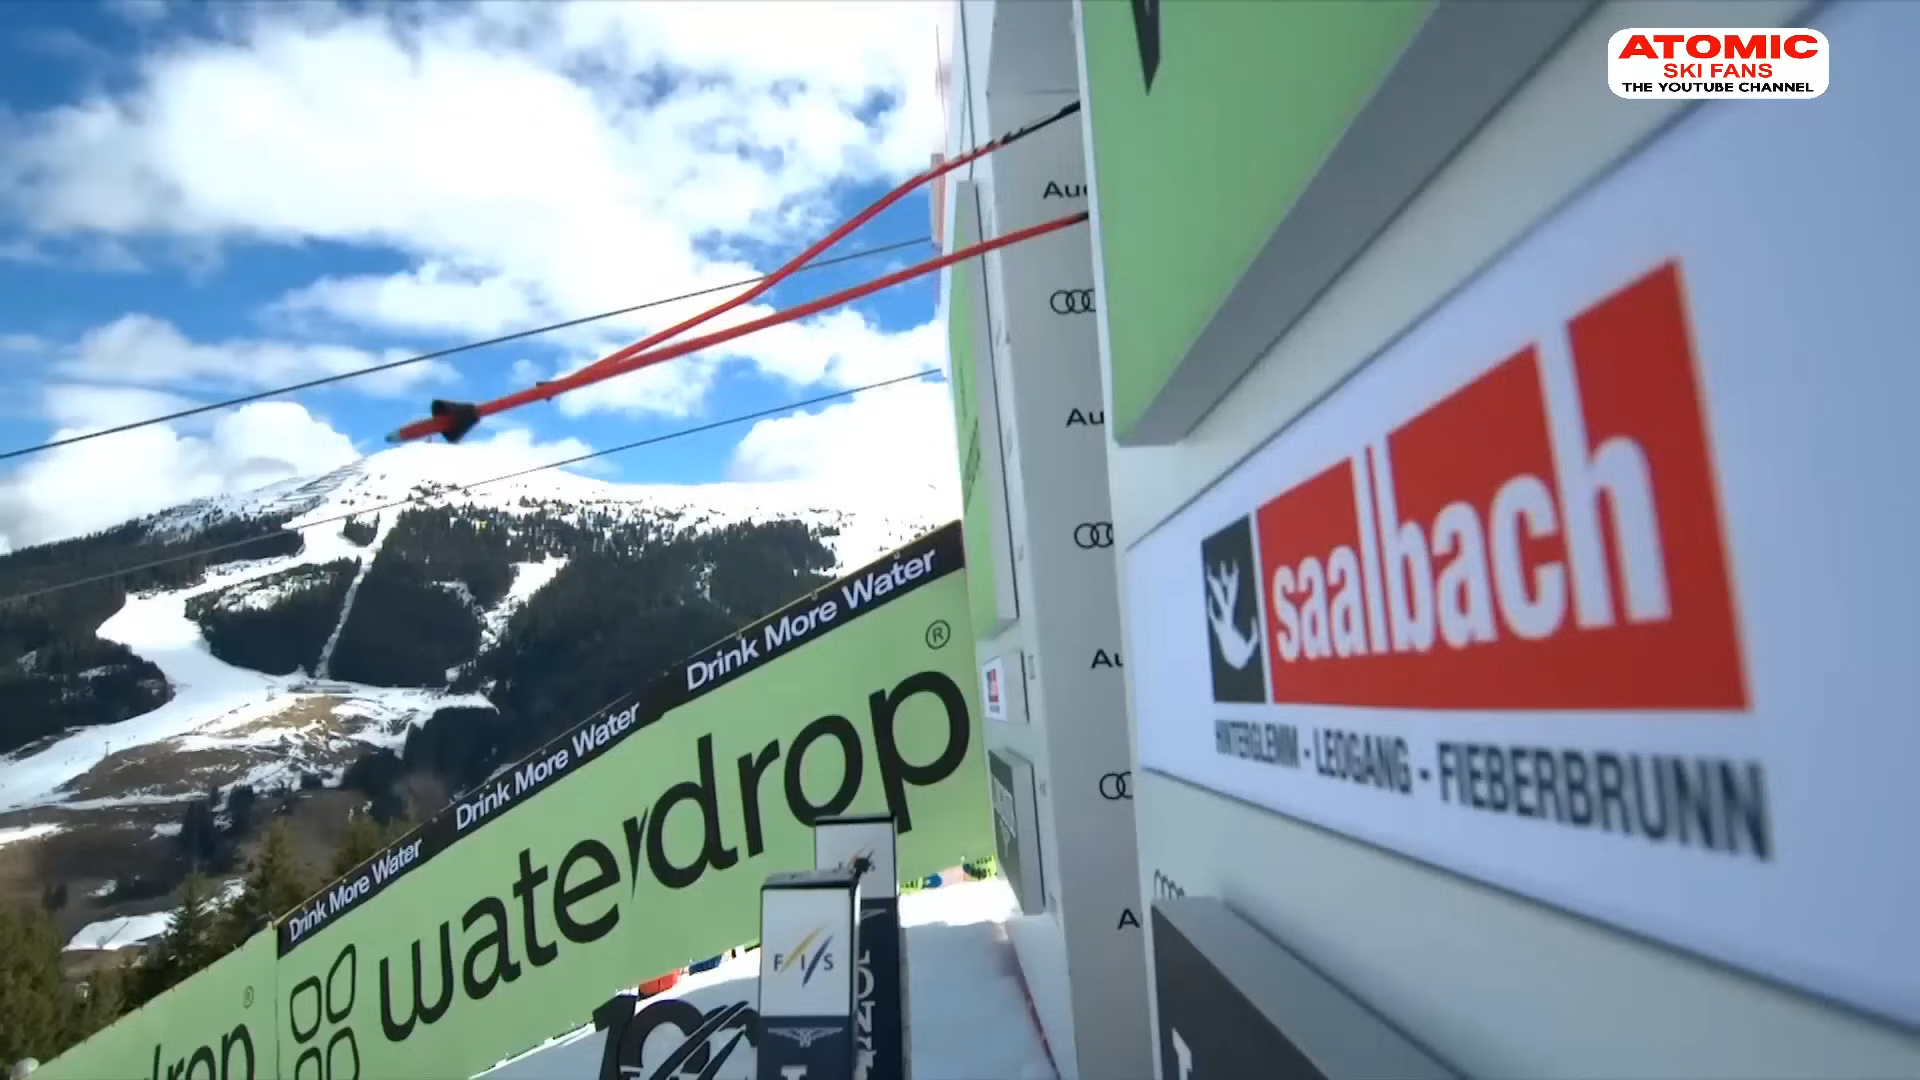 ATOMIC
SKI FANS
THE YOUTUBE CHANNEL
Au
Au
Au
A
saalbach
HINTERGLEMM - LEOGANG - FIEBERBRUNN
Drink More Water
Drink More Water
Drink More Water
waterdrop
®
®
drop
F/I/S